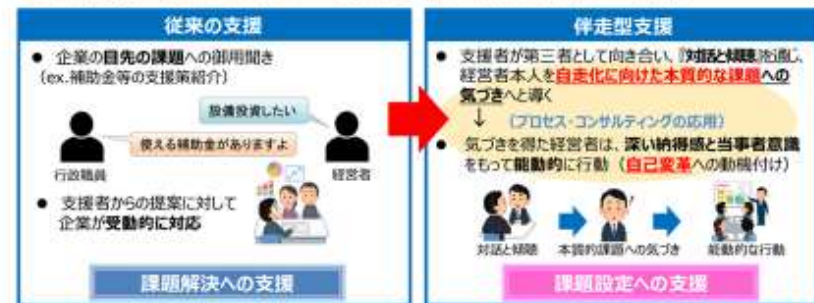 従来の支援
● 企業の目先の課題への御用聞き
(ex.補助金等の支援策紹介)
設備投資したい
使える補助金がありますよ
行政職員
経営者
● 支援者からの提案に対して
企業が受動的に対応
課題解決への支援
伴走型支援
● 支援者が第三者として向き合い、『対話と傾聴』を通し、
経営者本人を自走化に向けた本質的な課題への
気づきへと導く
↓ (プロセス・コンサルティングの応用)
● 気づきを得た経営者は、深い納得感と当事者意識
をもって能動的に行動(自己変革への動機付け)
対話と傾聴
本質的課題への気づき
能動的な行動
課題設定への支援